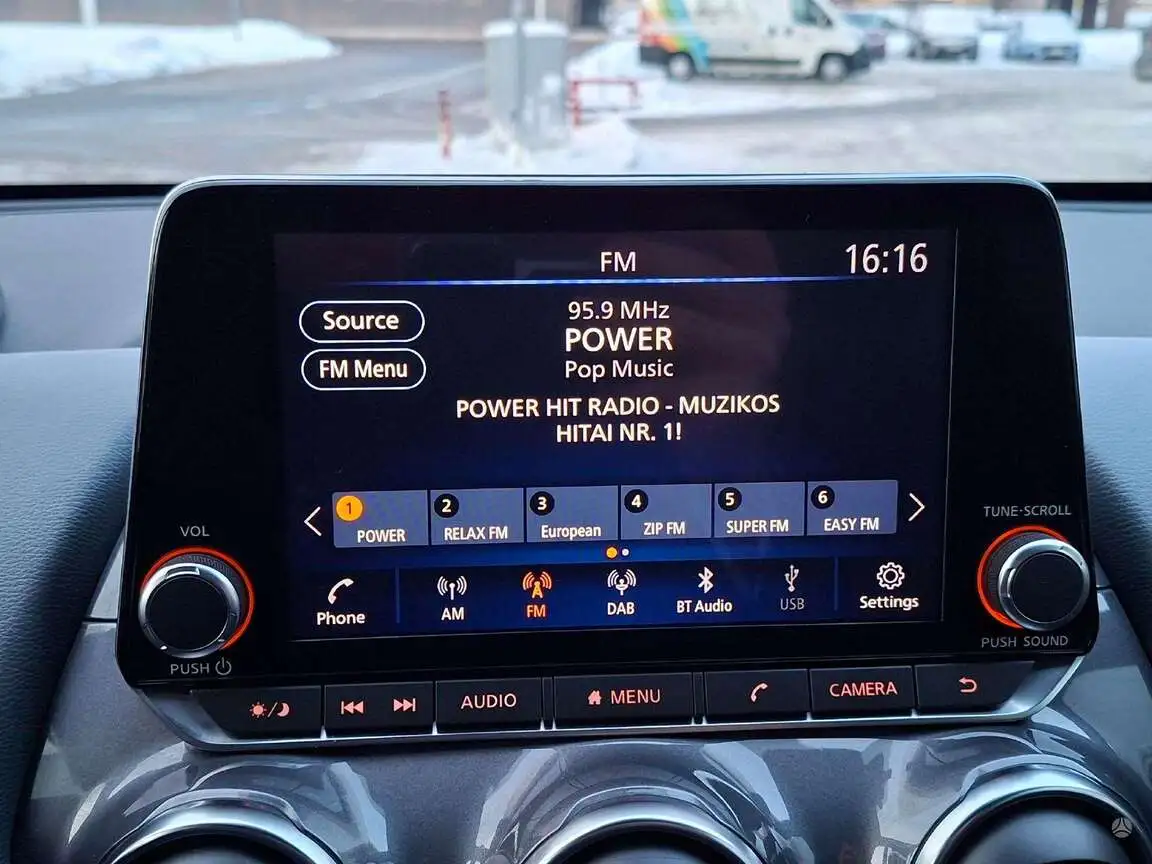 FM
16:16
Source
95.9 MHz
POWER
FM Menu
Pop Music
POWER HIT RADIO - MUZIKOS
HITAI NR. 1!
1 POWER
2 RELAX FM
3 European
4 ZIP FM
5 SUPER FM
6 EASY FM
VOL
TUNE·SCROLL
Phone
AM
FM
DAB
BT Audio
USB
Settings
PUSH
PUSH SOUND
AUDIO
MENU
CAMERA